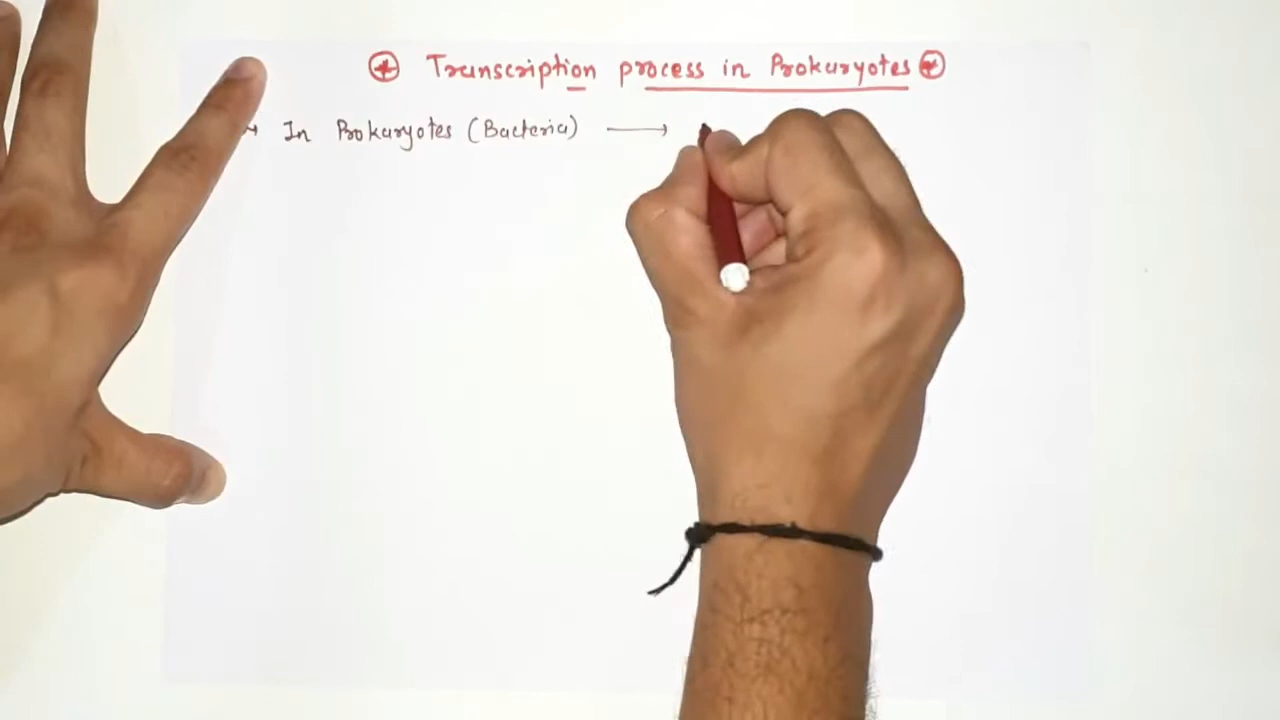 ⊕ Transcription process in Prokaryotes ⊕
→ In Prokaryotes (Bacteria) →